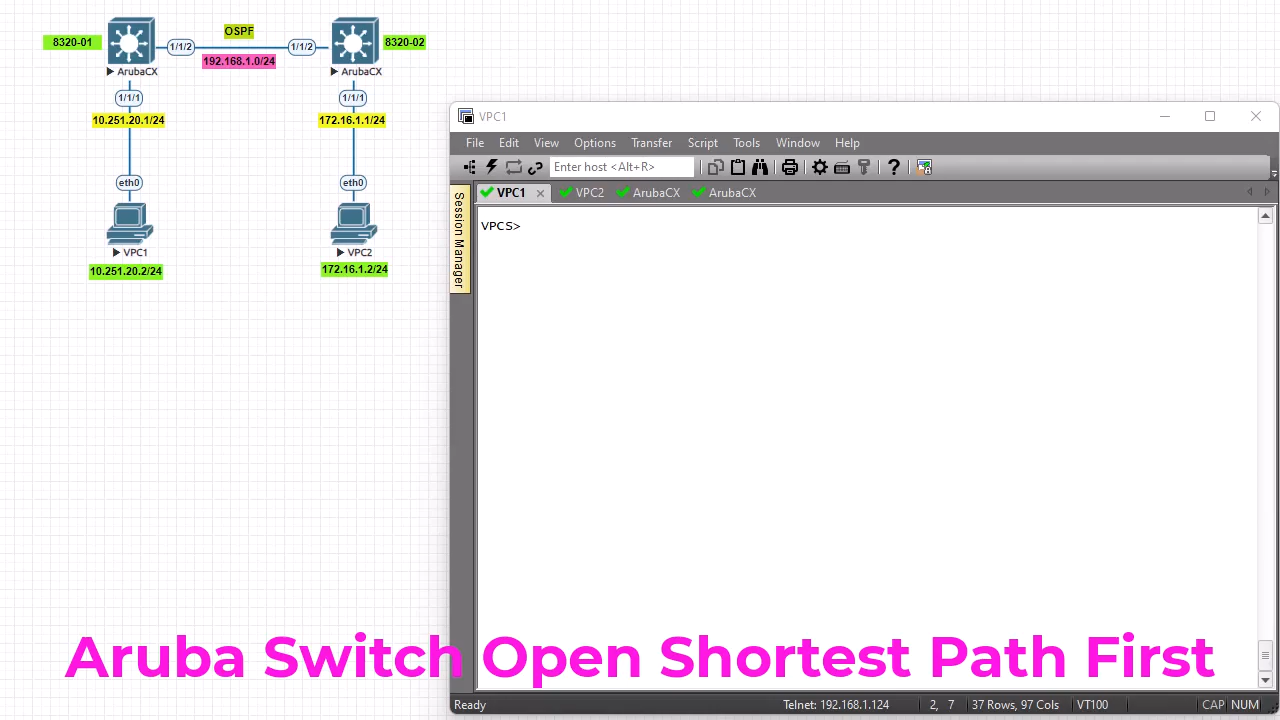 8320-01
1/1/2
OSPF
1/1/2
8320-02
192.168.1.0/24
ArubaCX
ArubaCX
1/1/1
1/1/1
10.251.20.1/24
172.16.1.1/24
eth0
eth0
VPC1
VPC2
10.251.20.2/24
172.16.1.2/24
VPC1
File Edit View Options Transfer Script Tools Window Help
Enter host <Alt+R>
Session Manager
VPC1 VPC2 ArubaCX ArubaCX
VPCS>
Aruba Switch Open Shortest Path First
Ready Telnet: 192.168.1.124 2, 7 37 Rows, 97 Cols VT100 CAP NUM